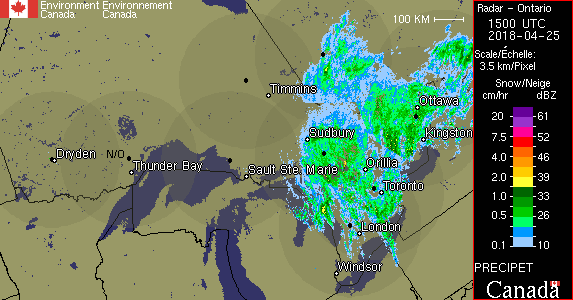 Environment Environnement
Canada Canada
100 KM
Radar - Ontario
1500 UTC
2018-04-25
Scale/Échelle:
3.5 km/Pixel
Snow/Neige
cm/hr dBZ
20 61
7.5 52
4.0 46
2.0 39
1.0 33
0.5 26
0.1 10
PRECIPET
Canada
Timmins
Ottawa
Sudbury
Kingston
Dryden
N/O
Thunder Bay
Sault Ste. Marie
Orillia
Toronto
London
Windsor